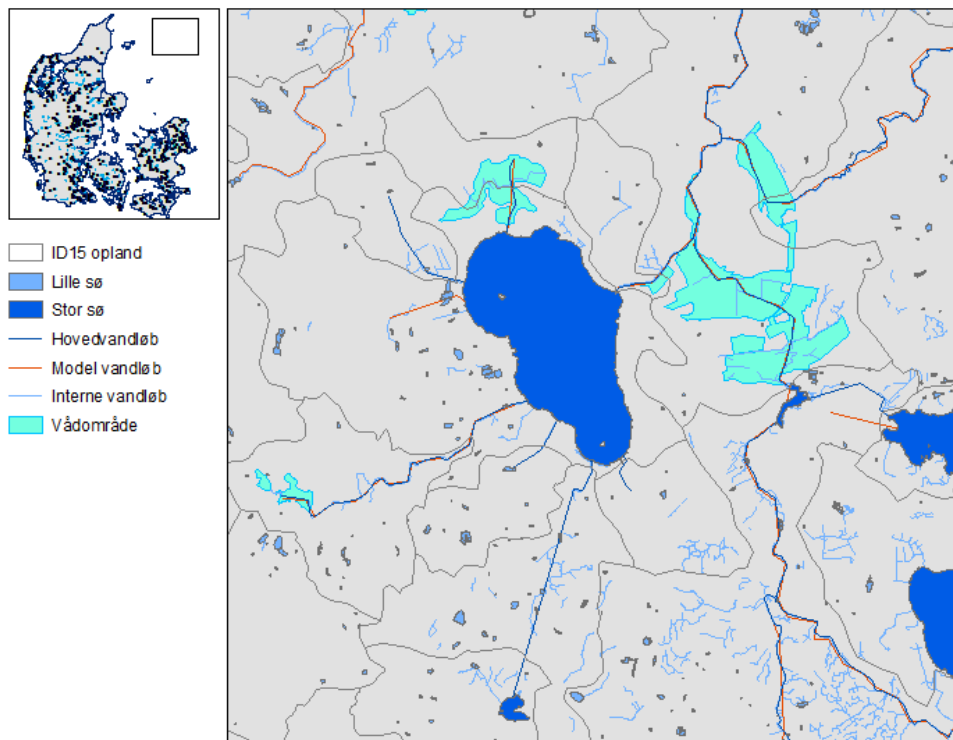 ID15 opland
Lille sø
Stor sø
Hovedvandløb
Model vandløb
Interne vandløb
Vådområde